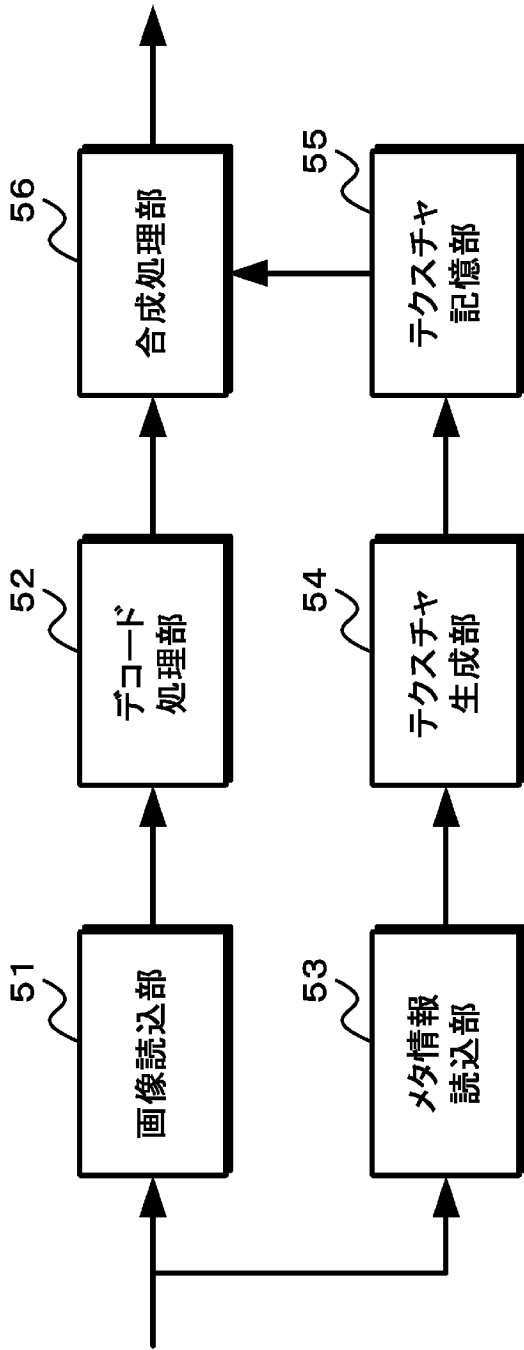 51
画像読込部
52
デコード
処理部
56
合成処理部
53
メタ情報
読込部
54
テクスチャ
生成部
55
テクスチャ
記憶部